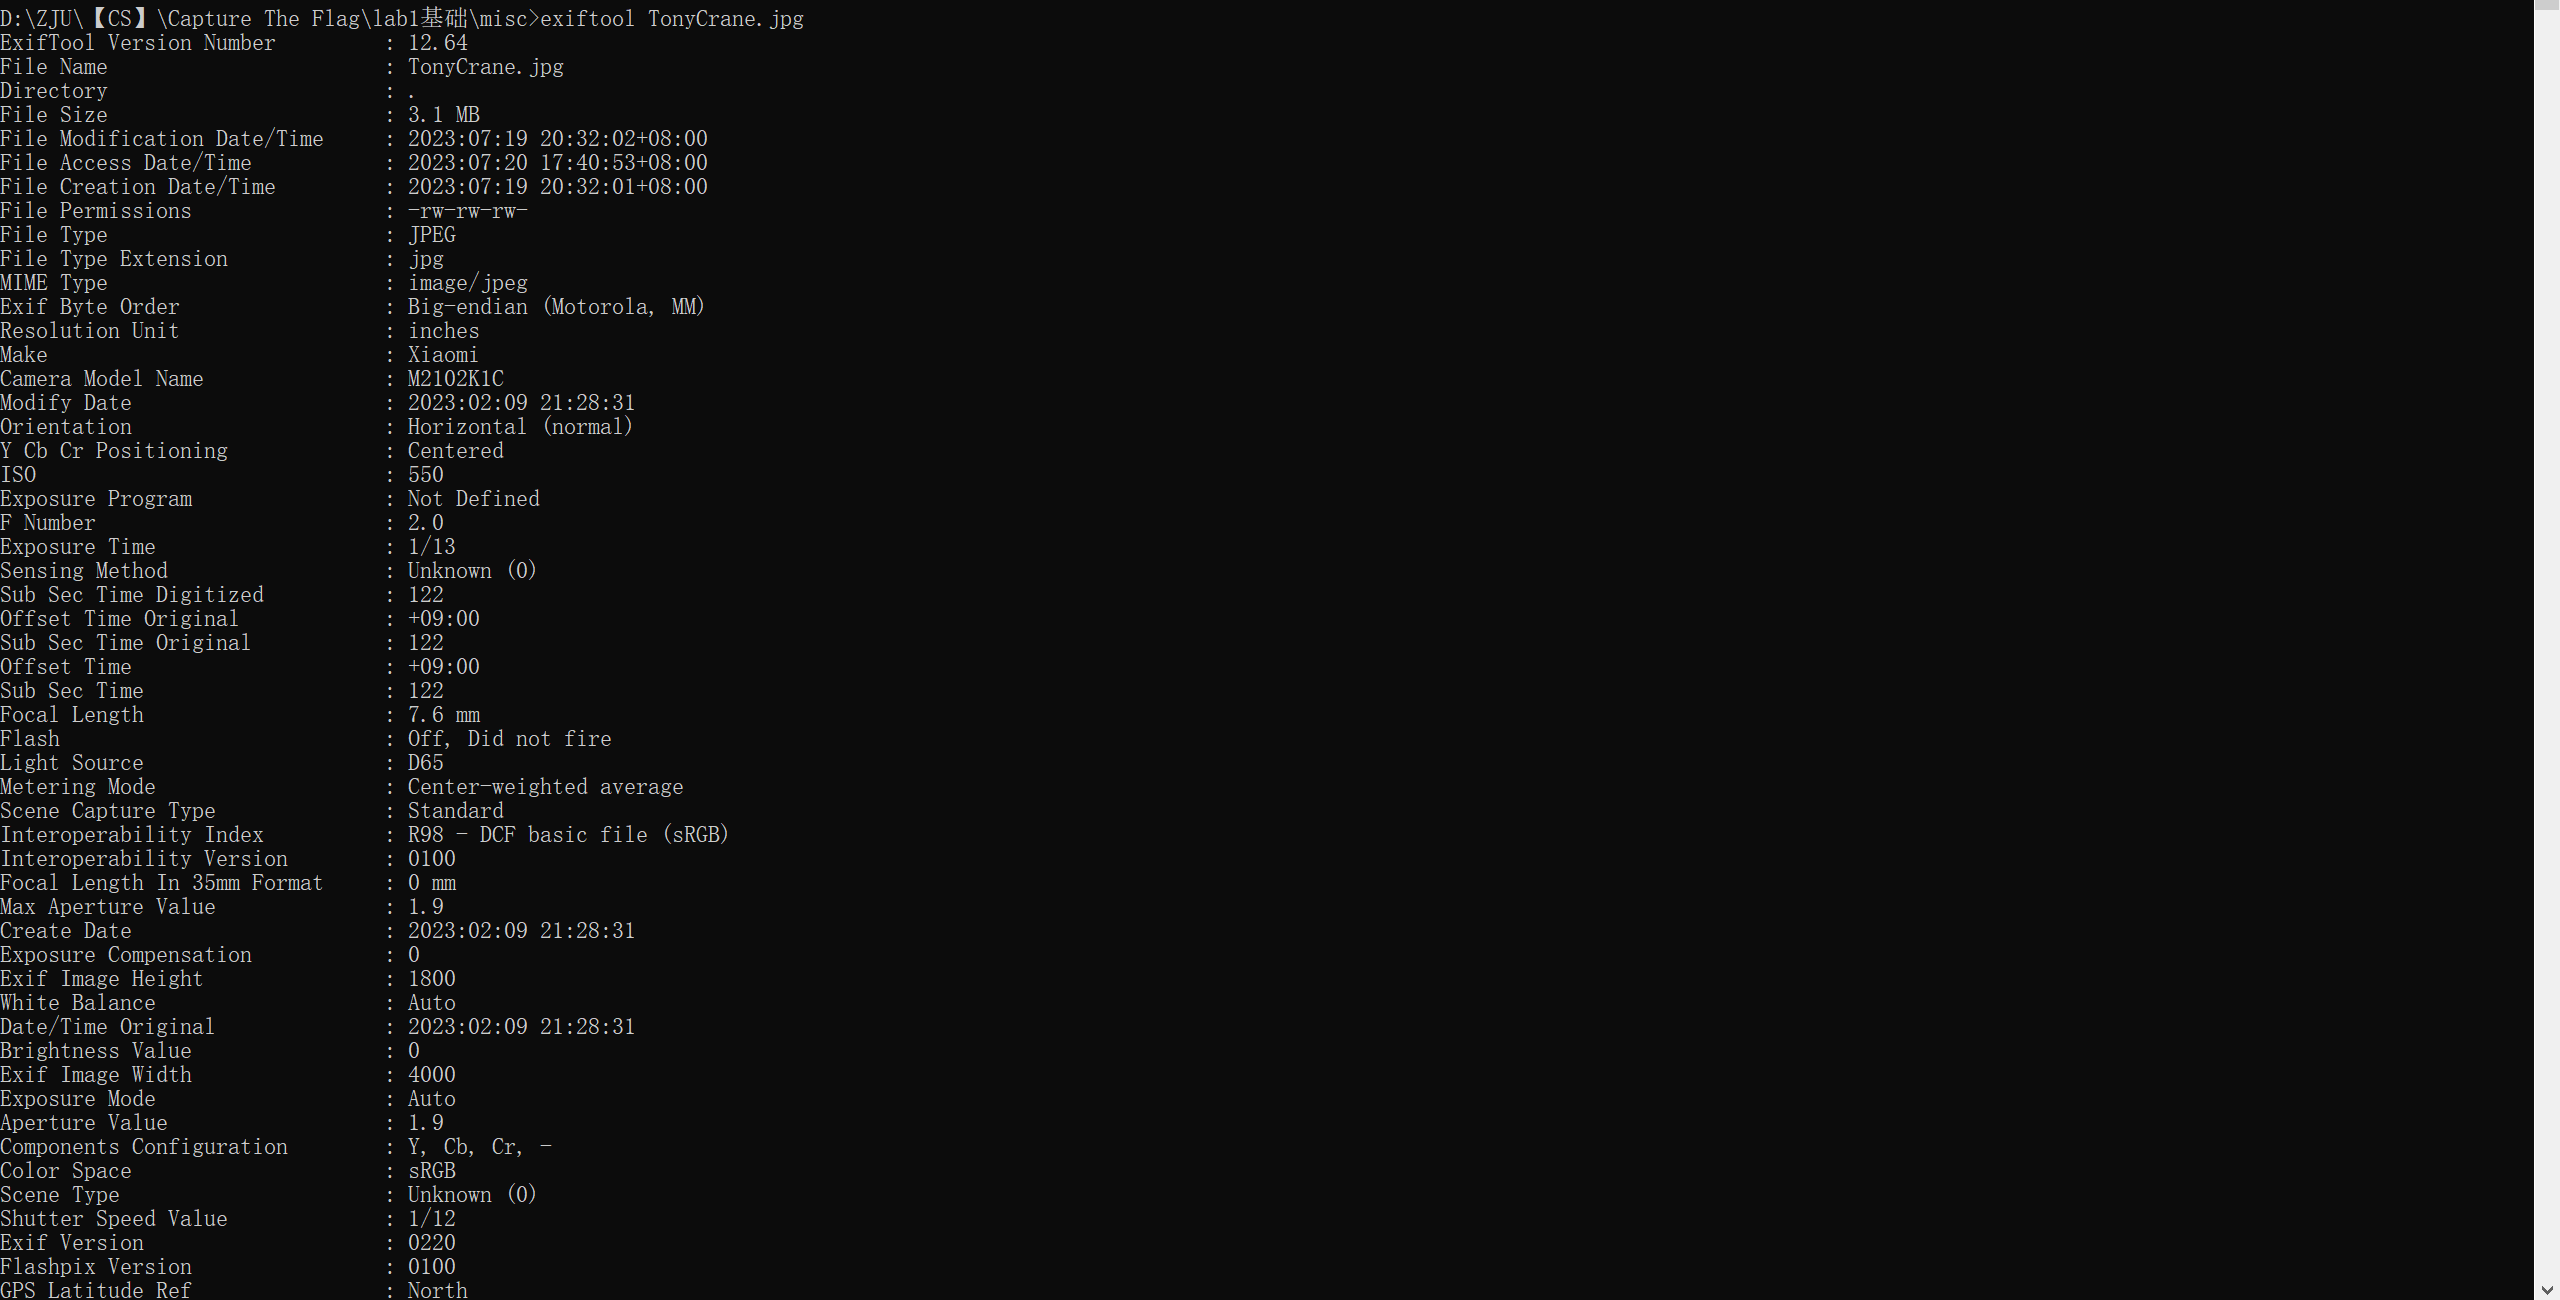 D:\ZJU\【CS】\Capture The Flag\lab1基础\misc>exiftool TonyCrane.jpg
ExifTool Version Number : 12.64
File Name : TonyCrane.jpg
Directory : .
File Size : 3.1 MB
File Modification Date/Time : 2023:07:19 20:32:02+08:00
File Access Date/Time : 2023:07:20 17:40:53+08:00
File Creation Date/Time : 2023:07:19 20:32:01+08:00
File Permissions : -rw-rw-rw-
File Type : JPEG
File Type Extension : jpg
MIME Type : image/jpeg
Exif Byte Order : Big-endian (Motorola, MM)
Resolution Unit : inches
Make : Xiaomi
Camera Model Name : M2102K1C
Modify Date : 2023:02:09 21:28:31
Orientation : Horizontal (normal)
Y Cb Cr Positioning : Centered
ISO : 550
Exposure Program : Not Defined
F Number : 2.0
Exposure Time : 1/13
Sensing Method : Unknown (0)
Sub Sec Time Digitized : 122
Offset Time Original : +09:00
Sub Sec Time Original : 122
Offset Time : +09:00
Sub Sec Time : 122
Focal Length : 7.6 mm
Flash : Off, Did not fire
Light Source : D65
Metering Mode : Center-weighted average
Scene Capture Type : Standard
Interoperability Index : R98 - DCF basic file (sRGB)
Interoperability Version : 0100
Focal Length In 35mm Format : 0 mm
Max Aperture Value : 1.9
Create Date : 2023:02:09 21:28:31
Exposure Compensation : 0
Exif Image Height : 1800
White Balance : Auto
Date/Time Original : 2023:02:09 21:28:31
Brightness Value : 0
Exif Image Width : 4000
Exposure Mode : Auto
Aperture Value : 1.9
Components Configuration : Y, Cb, Cr, -
Color Space : sRGB
Scene Type : Unknown (0)
Shutter Speed Value : 1/12
Exif Version : 0220
Flashpix Version : 0100
GPS Latitude Ref : North